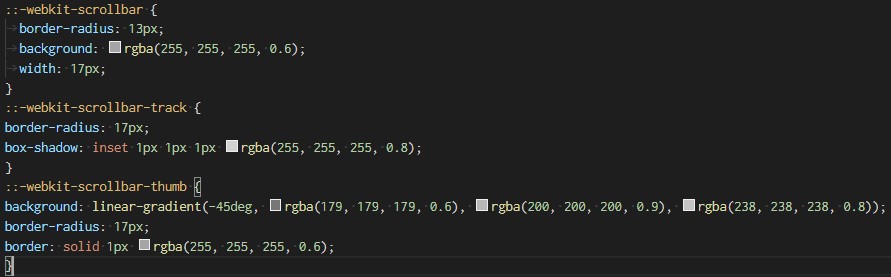 ::-webkit-scrollbar {
border-radius: 13px;
background: rgba(255, 255, 255, 0.6);
width: 17px;
}
::-webkit-scrollbar-track {
border-radius: 17px;
box-shadow: inset 1px 1px 1px rgba(255, 255, 255, 0.8);
}
::-webkit-scrollbar-thumb {
background: linear-gradient(-45deg, rgba(179, 179, 179, 0.6), rgba(200, 200, 200, 0.9), rgba(238, 238, 238, 0.8));
border-radius: 17px;
border: solid 1px rgba(255, 255, 255, 0.6);
}